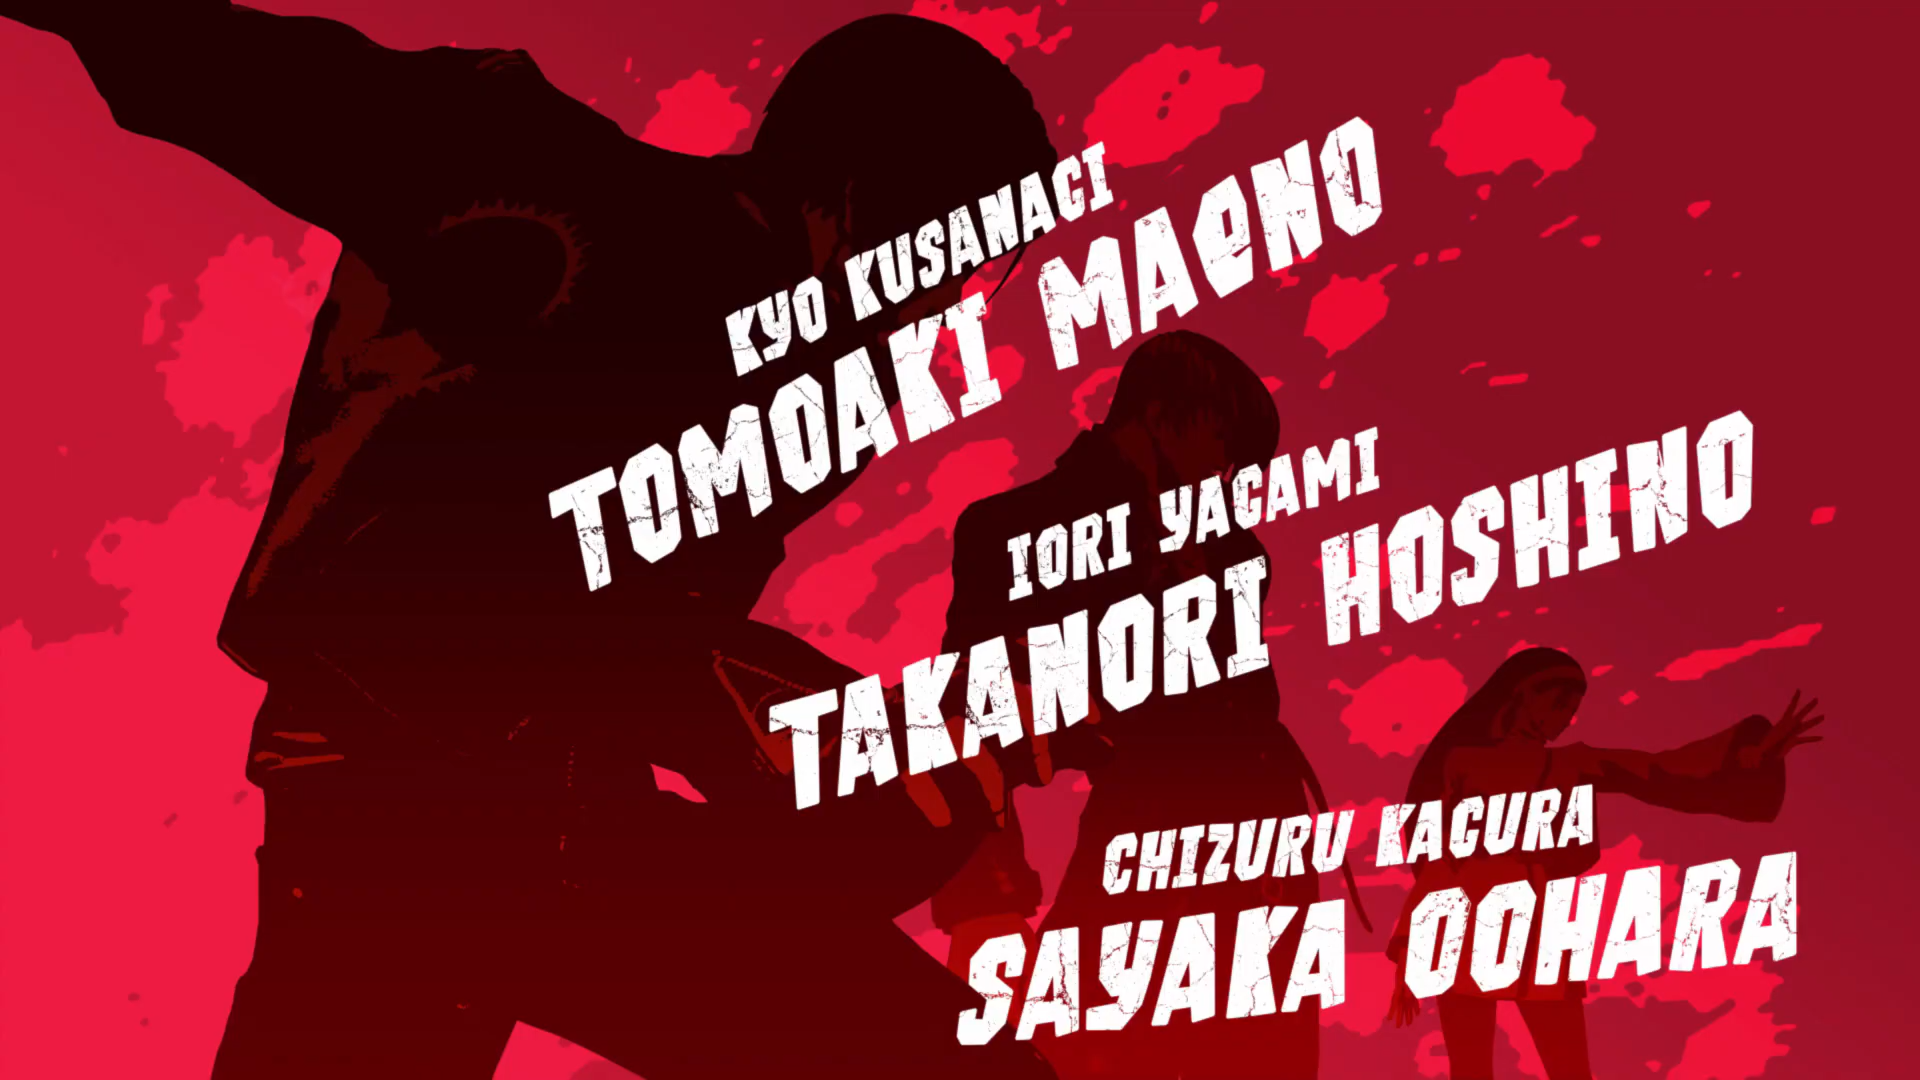 KYO KUSANAGI
TOMOAKI MAeNO
IORI YAGAMI
TAKANORI HOSHINO
CHIZURU KAGURA
SAYAKA OOHARA